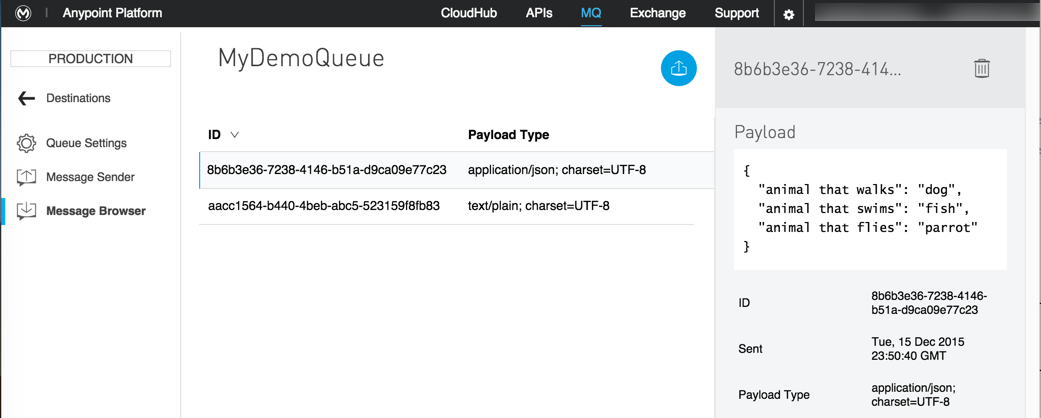 Anypoint Platform
CloudHub APIs MQ Exchange Support
PRODUCTION
Destinations
Queue Settings
Message Sender
Message Browser
MyDemoQueue
ID Payload Type
8b6b3e36-7238-4146-b51a-d9ca09e77c23 application/json; charset=UTF-8
aacc1564-b440-4beb-abc5-523159f8fb83 text/plain; charset=UTF-8
8b6b3e36-7238-414...
Payload
{
"animal that walks": "dog",
"animal that swims": "fish",
"animal that flies": "parrot"
}
ID 8b6b3e36-7238-4146-
b51a-d9ca09e77c23
Sent Tue, 15 Dec 2015
23:50:40 GMT
Payload Type application/json;
charset=UTF-8